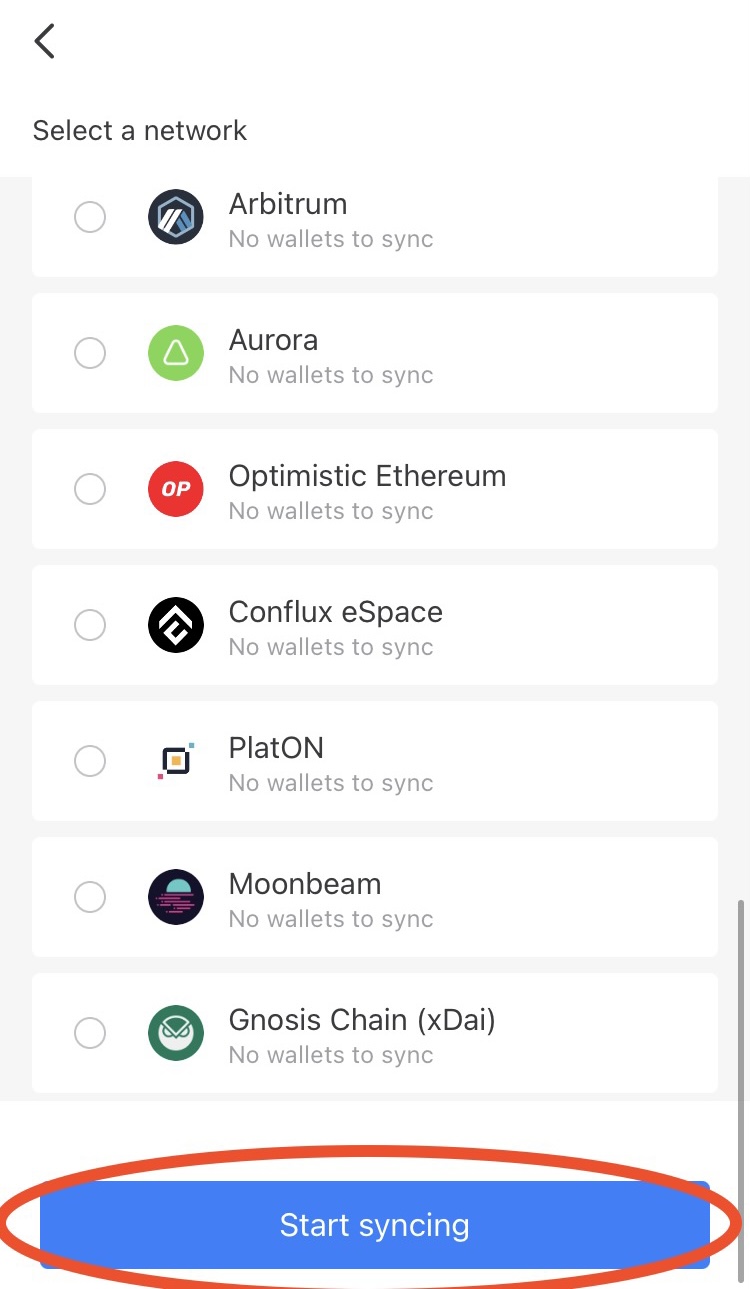 Select a network
Arbitrum
No wallets to sync
Aurora
No wallets to sync
OP
Optimistic Ethereum
No wallets to sync
Conflux eSpace
No wallets to sync
PlatON
No wallets to sync
Moonbeam
No wallets to sync
Gnosis Chain (xDai)
No wallets to sync
Start syncing